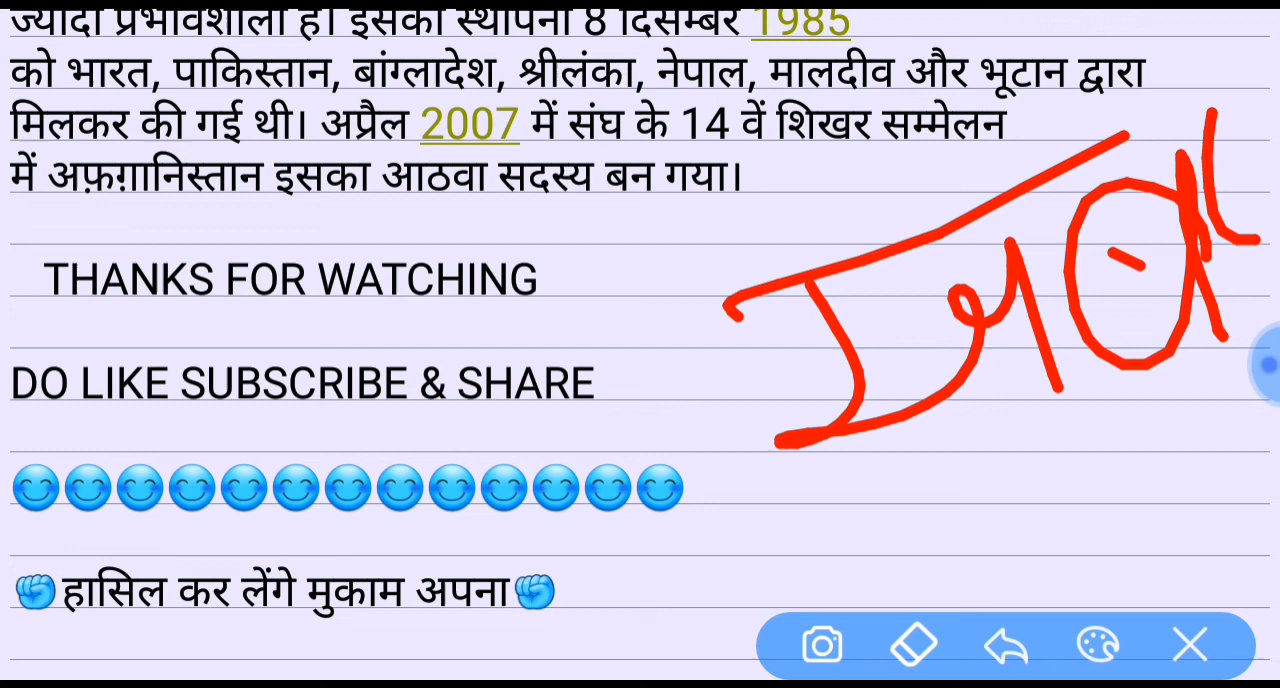 ज्यादा प्रभावशाली है। इसकी स्थापना 8 दिसम्बर 1985
को भारत, पाकिस्तान, बांग्लादेश, श्रीलंका, नेपाल, मालदीव और भूटान द्वारा
मिलकर की गई थी। अप्रैल 2007 में संघ के 14 वें शिखर सम्मेलन
में अफ़ग़ानिस्तान इसका आठवा सदस्य बन गया।
THANKS FOR WATCHING
DO LIKE SUBSCRIBE & SHARE
हासिल कर लेंगे मुकाम अपना